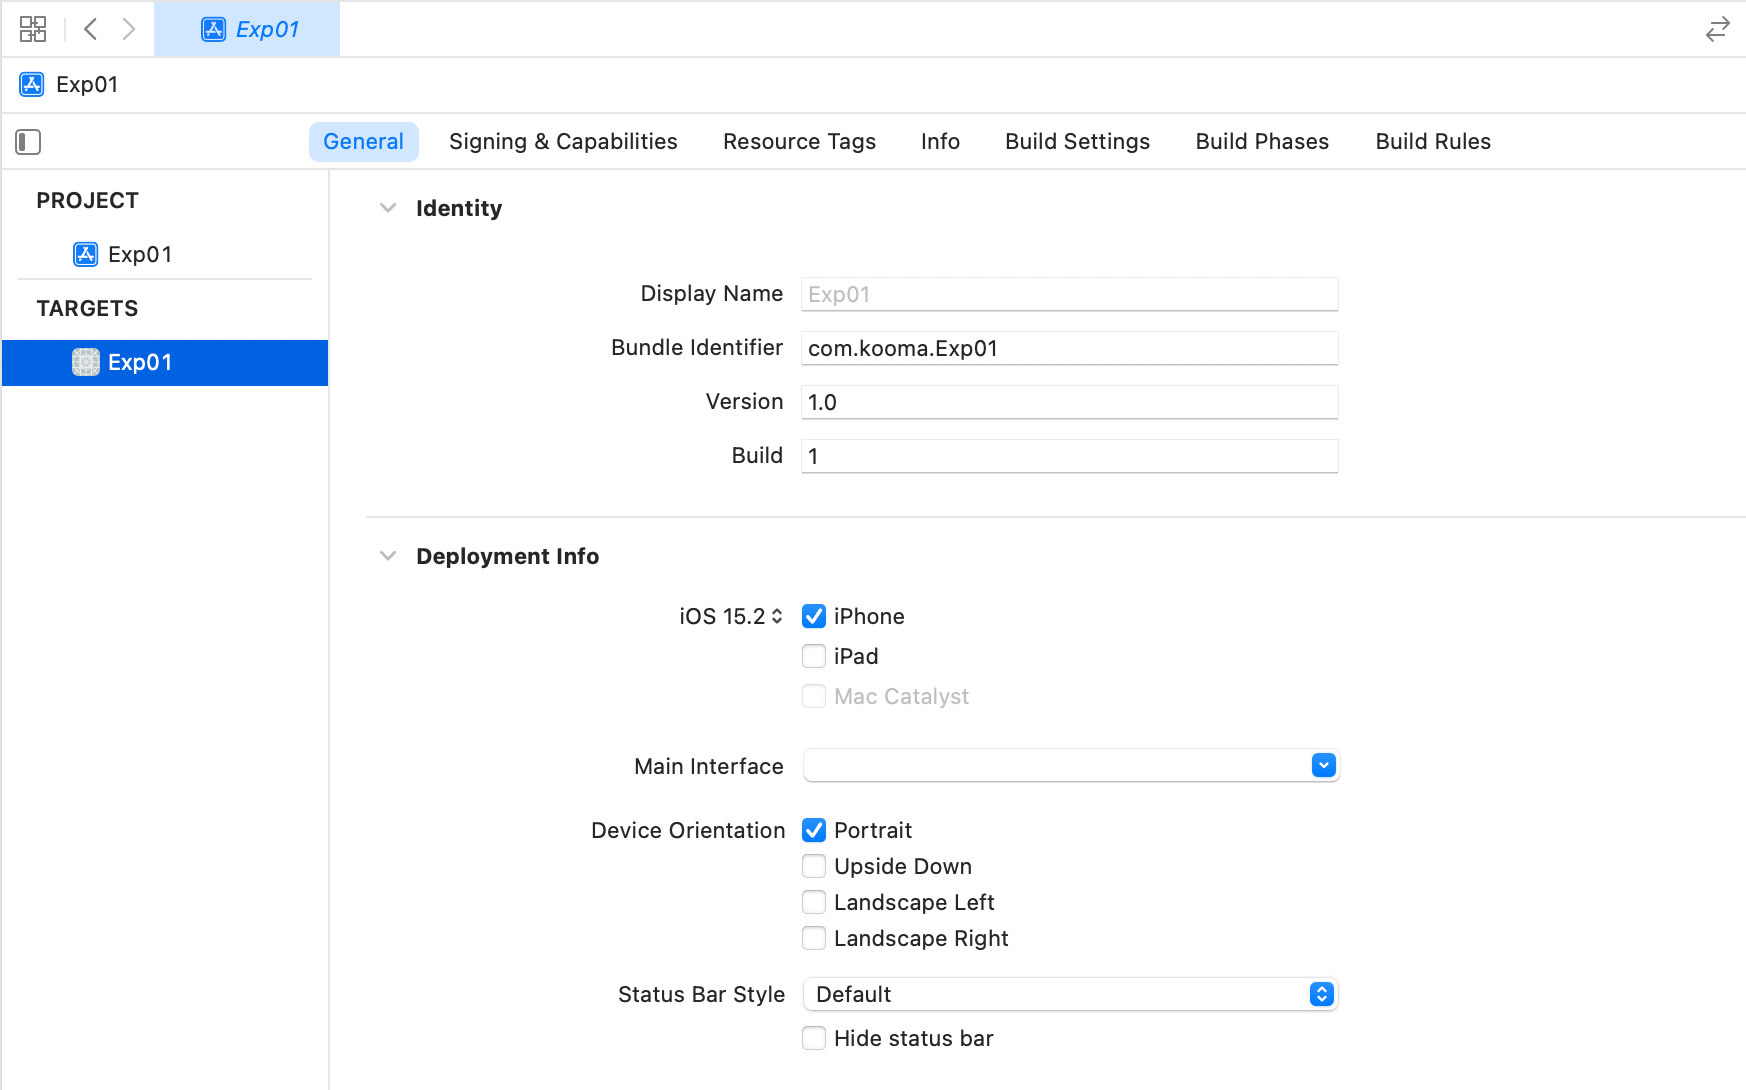 Exp01
Exp01
General Signing & Capabilities Resource Tags Info Build Settings Build Phases Build Rules
PROJECT
Exp01
TARGETS
Exp01
Identity
Display Name Exp01
Bundle Identifier com.kooma.Exp01
Version 1.0
Build 1
Deployment Info
iOS 15.2 iPhone
iPad
Mac Catalyst
Main Interface
Device Orientation Portrait
Upside Down
Landscape Left
Landscape Right
Status Bar Style Default
Hide status bar